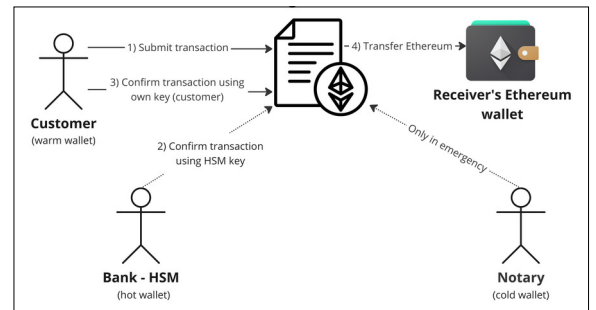 1) Submit transaction
4) Transfer Ethereum
3) Confirm transaction using
own key (customer)
Receiver's Ethereum
wallet
Customer
(warm wallet)
2) Confirm transaction
using HSM key
Only in emergency
Bank - HSM
(hot wallet)
Notary
(cold wallet)